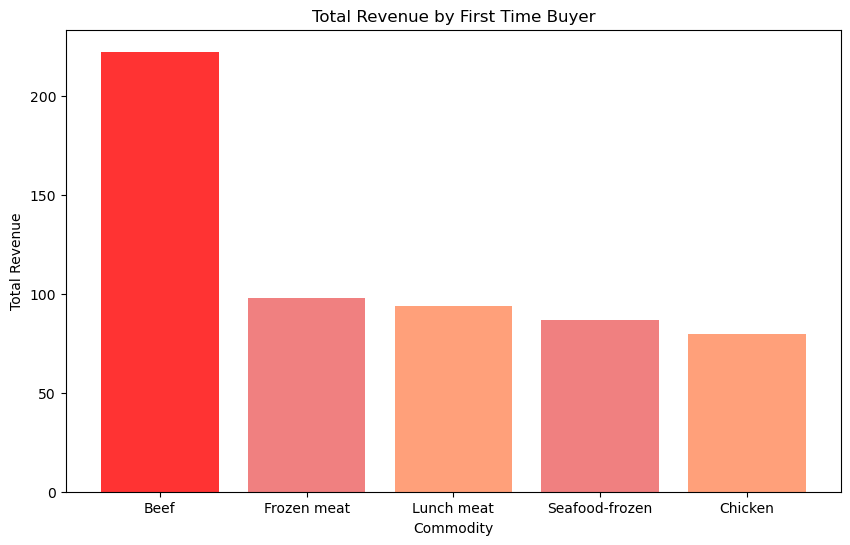 Total Revenue by First Time Buyer
Total Revenue
200
150
100
50
0
Beef
Frozen meat
Lunch meat
Seafood-frozen
Chicken
Commodity